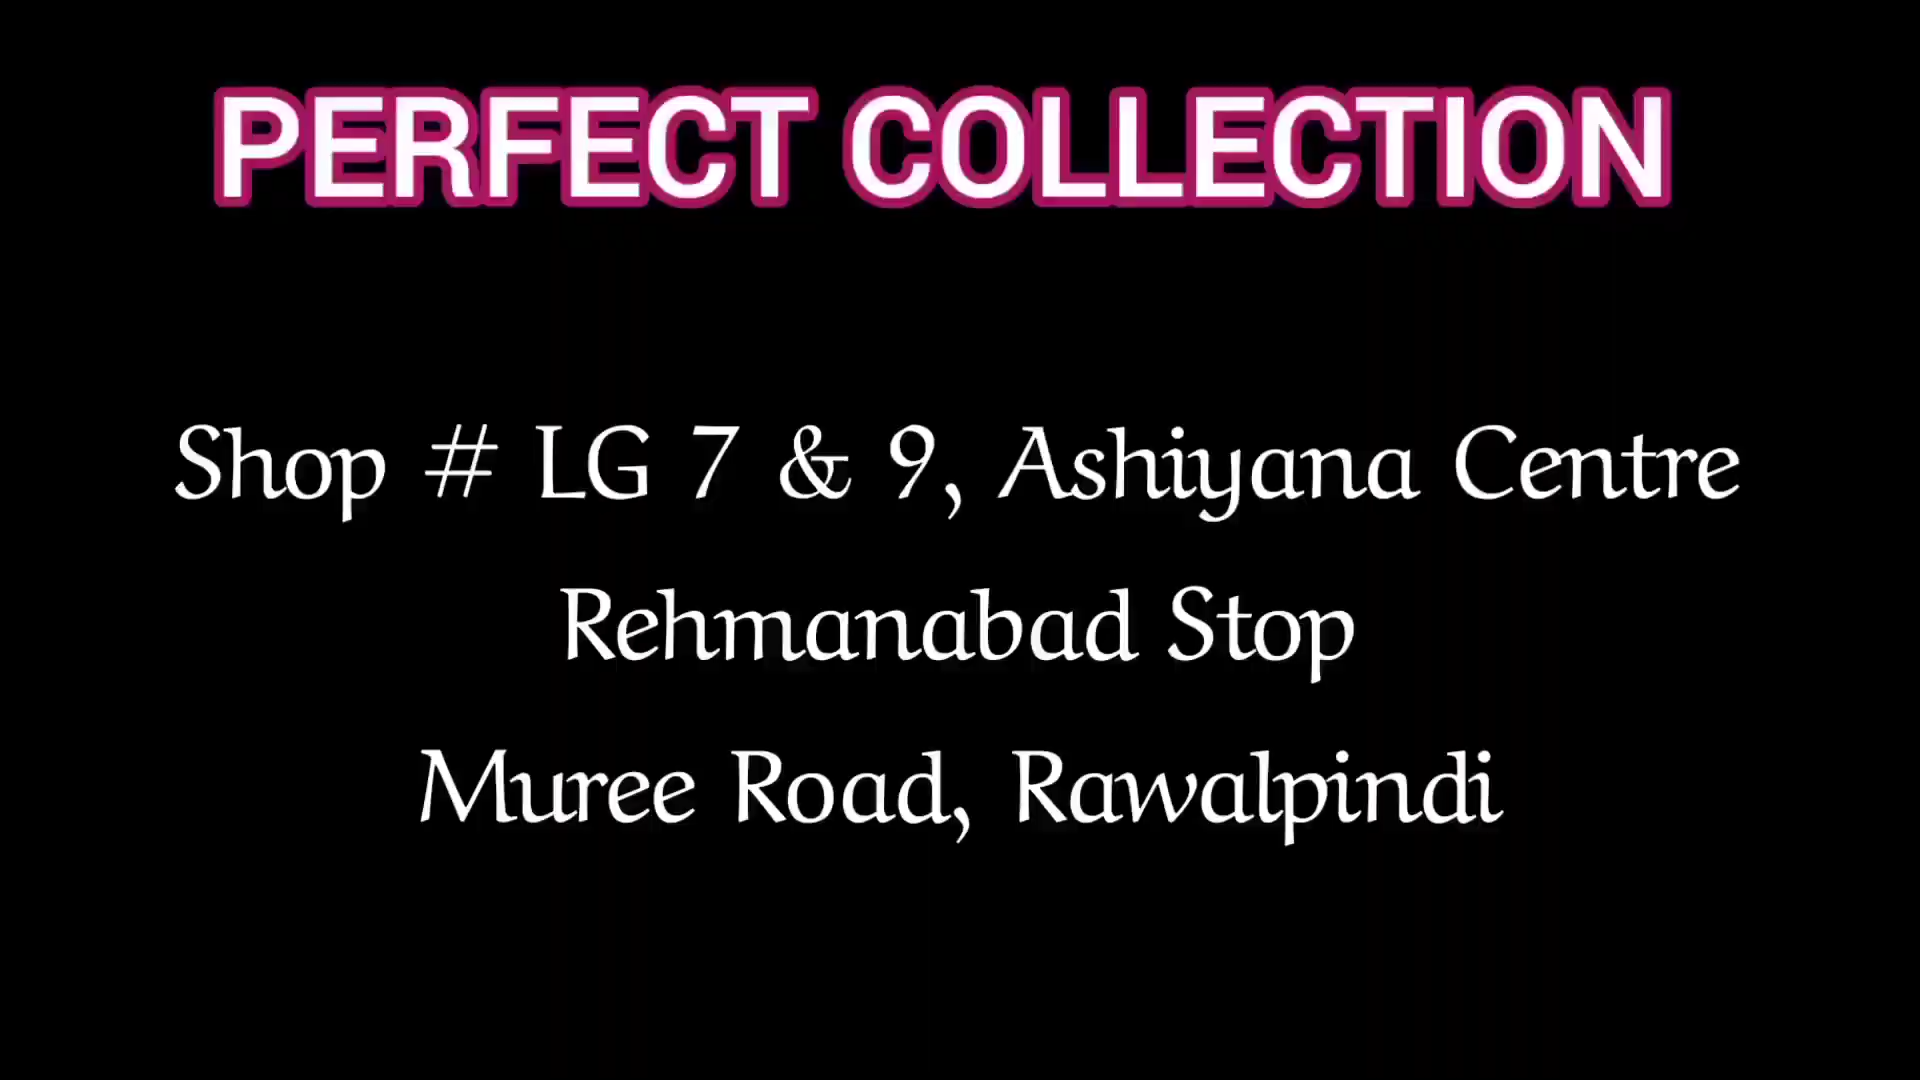 PERFECT COLLECTION
Shop # LG 7 & 9, Ashiyana Centre
Rehmanabad Stop
Muree Road, Rawalpindi